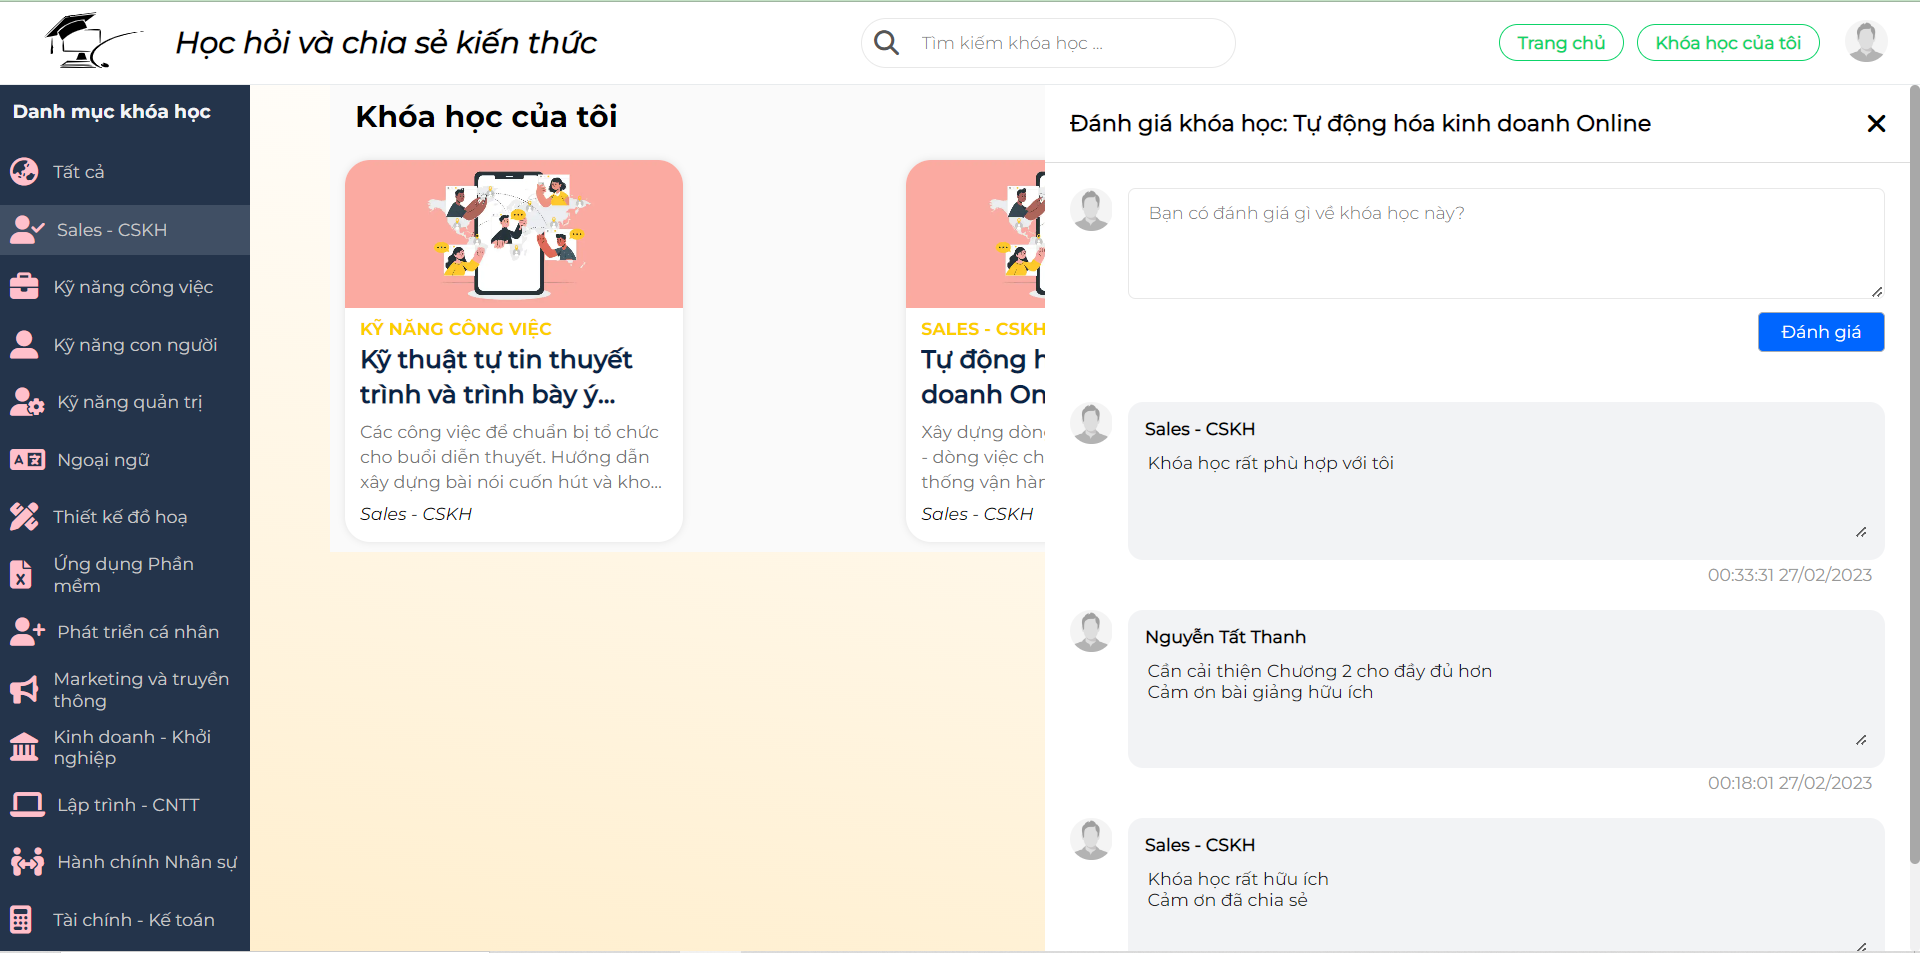 Học hỏi và chia sẻ kiến thức
Tìm kiếm khóa học ...
Trang chủ
Khóa học của tôi
Danh mục khóa học
Tất cả
Sales - CSKH
Kỹ năng công việc
Kỹ năng con người
Kỹ năng quản trị
Ngoại ngữ
Thiết kế đồ hoạ
Ứng dụng Phần
mềm
Phát triển cá nhân
Marketing và truyền
thông
Kinh doanh - Khởi
nghiệp
Lập trình - CNTT
Hành chính Nhân sự
Tài chính - Kế toán
Khóa học của tôi
KỸ NĂNG CÔNG VIỆC
Kỹ thuật tự tin thuyết
trình và trình bày ý...
Các công việc để chuẩn bị tổ chức
cho buổi diễn thuyết. Hướng dẫn
xây dựng bài nói cuốn hút và kho...
Sales - CSKH
SALES - CSKH
Tự động h
doanh On
Xây dựng dòn
- dòng việc ch
thống vận hàn
Sales - CSKH
Đánh giá khóa học: Tự động hóa kinh doanh Online
Bạn có đánh giá gì về khóa học này?
Đánh giá
Sales - CSKH
Khóa học rất phù hợp với tôi
00:33:31 27/02/2023
Nguyễn Tất Thanh
Cần cải thiện Chương 2 cho đầy đủ hơn
Cảm ơn bài giảng hữu ích
00:18:01 27/02/2023
Sales - CSKH
Khóa học rất hữu ích
Cảm ơn đã chia sẻ